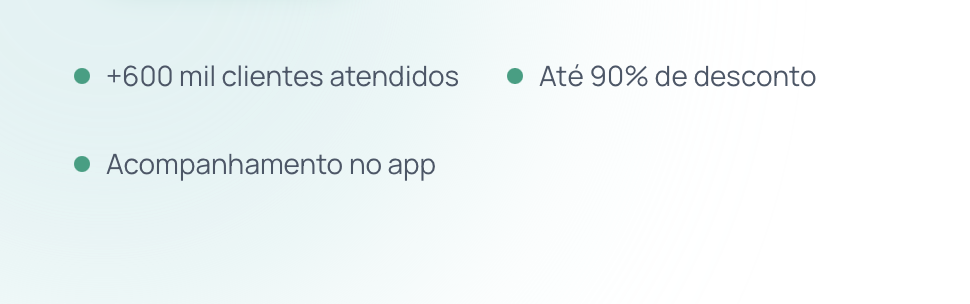 +600 mil clientes atendidos
Até 90% de desconto
Acompanhamento no app